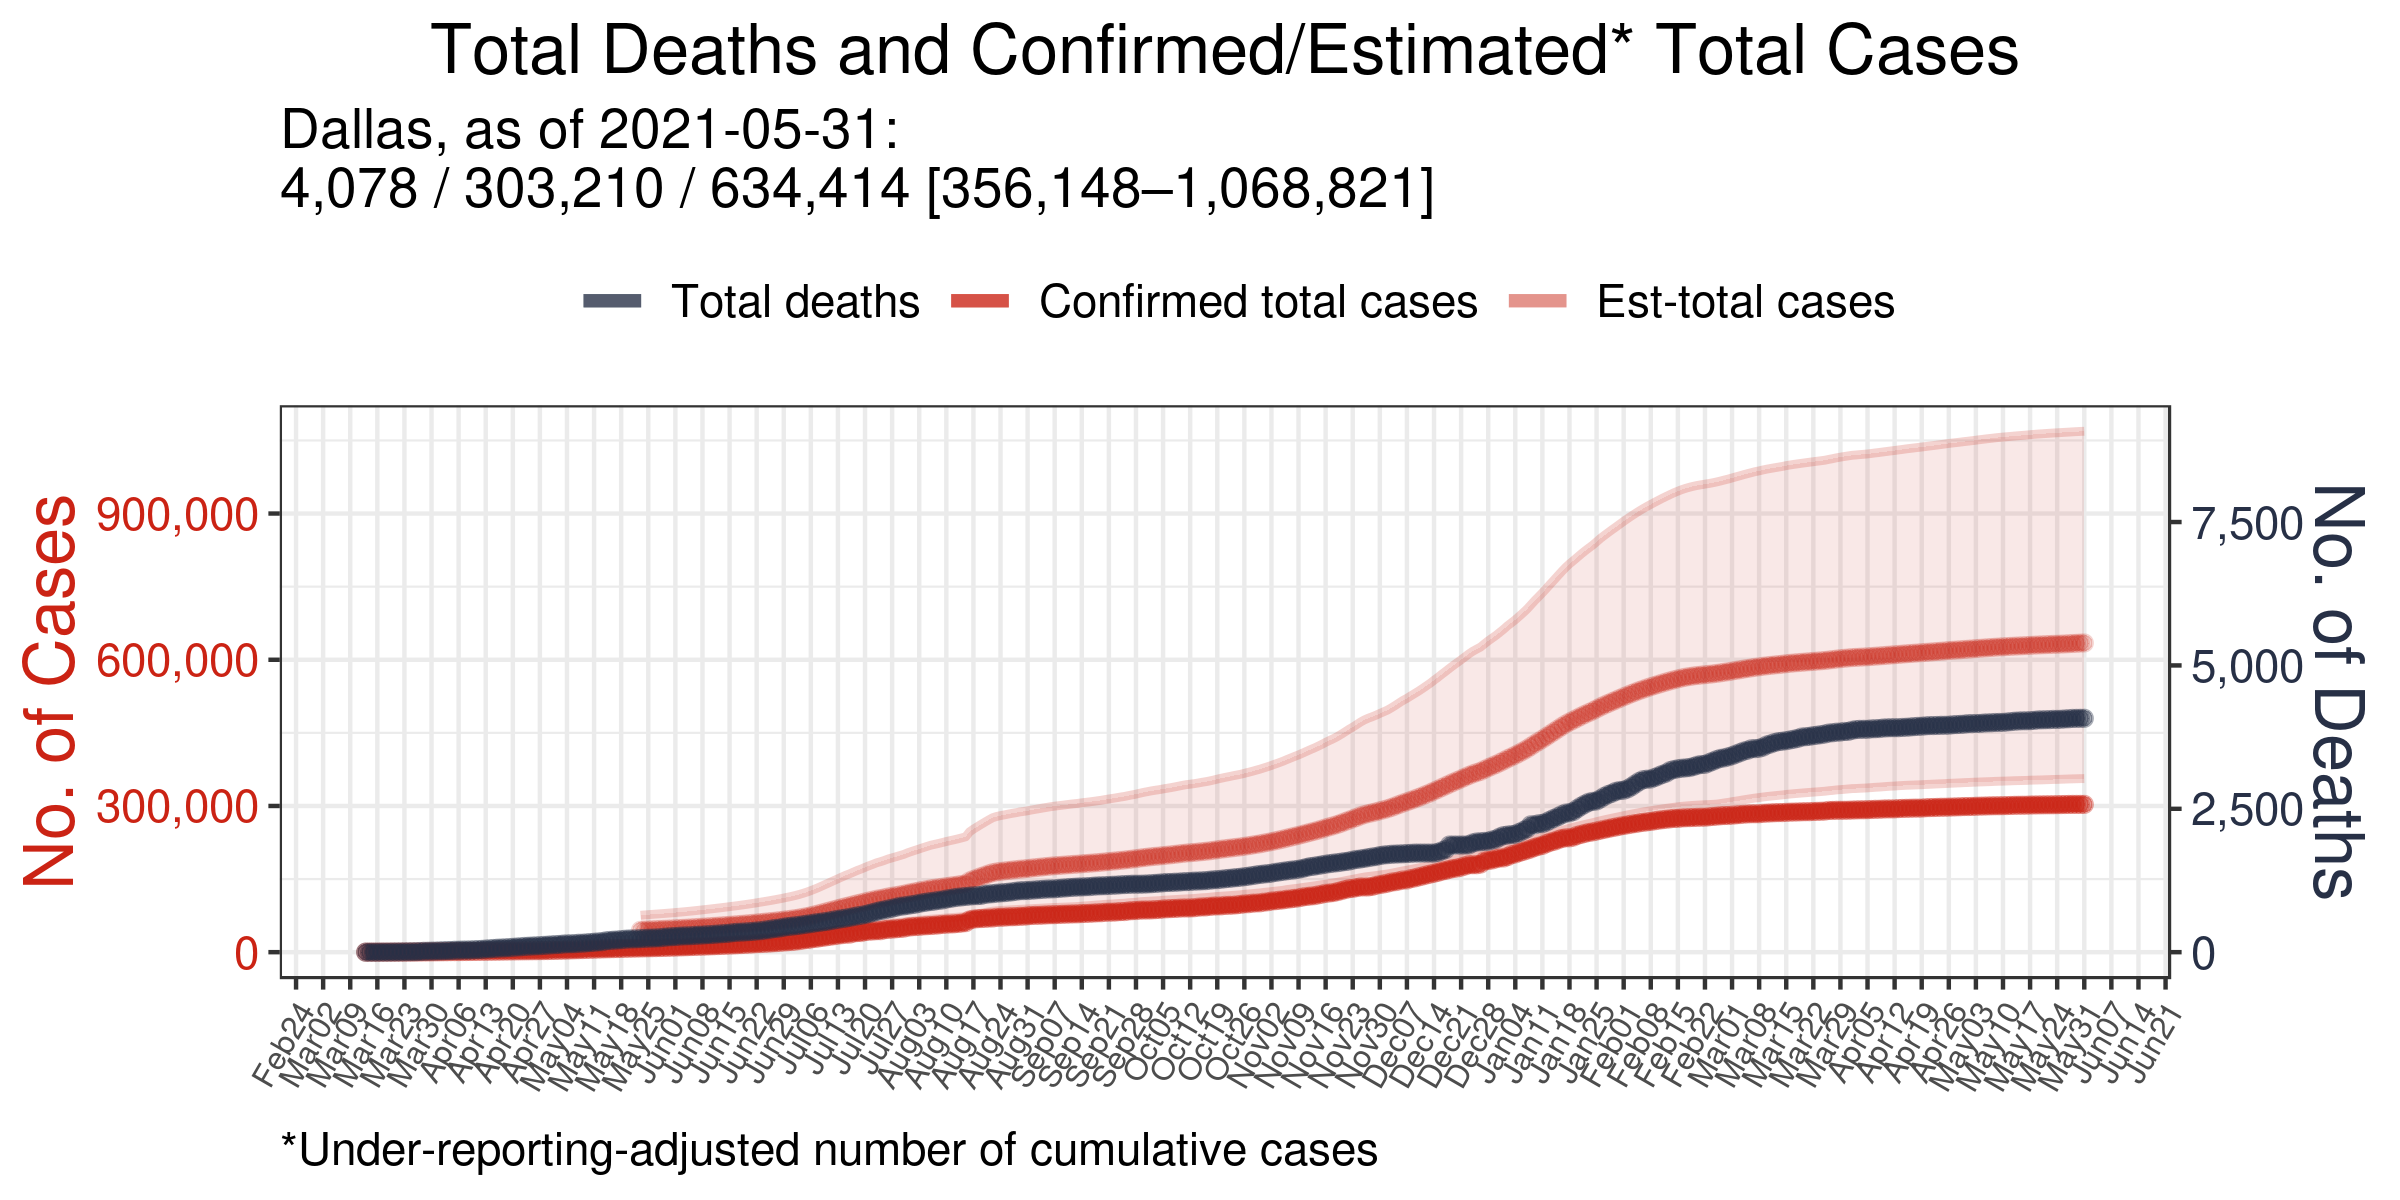 Total Deaths and Confirmed/Estimated* Total Cases
Dallas, as of 2021-05-31:
4,078 / 303,210 / 634,414 [356,148–1,068,821]
Total deaths
Confirmed total cases
Est-total cases
No. of Cases
900,000
600,000
300,000
0
7,500
5,000
2,500
0
No. of Deaths
Feb24
Mar02
Mar09
Mar16
Mar23
Mar30
Apr06
Apr13
Apr20
Apr27
May04
May11
May18
May25
Jun01
Jun08
Jun15
Jun22
Jun29
Jul06
Jul13
Jul20
Jul27
Aug03
Aug10
Aug17
Aug24
Aug31
Sep07
Sep14
Sep21
Sep28
Oct05
Oct12
Oct19
Oct26
Nov02
Nov09
Nov16
Nov23
Nov30
Dec07
Dec14
Dec21
Dec28
Jan04
Jan11
Jan18
Jan25
Feb01
Feb08
Feb15
Feb22
Mar01
Mar08
Mar15
Mar22
Mar29
Apr05
Apr12
Apr19
Apr26
May03
May10
May17
May24
May31
Jun07
Jun14
Jun21
*Under-reporting-adjusted number of cumulative cases